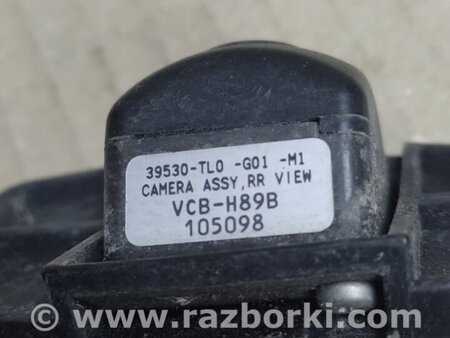 39530-TL0 -G01 -M1
CAMERA ASSY,RR VIEW
VCB-H89B
105098
www.razborki.com